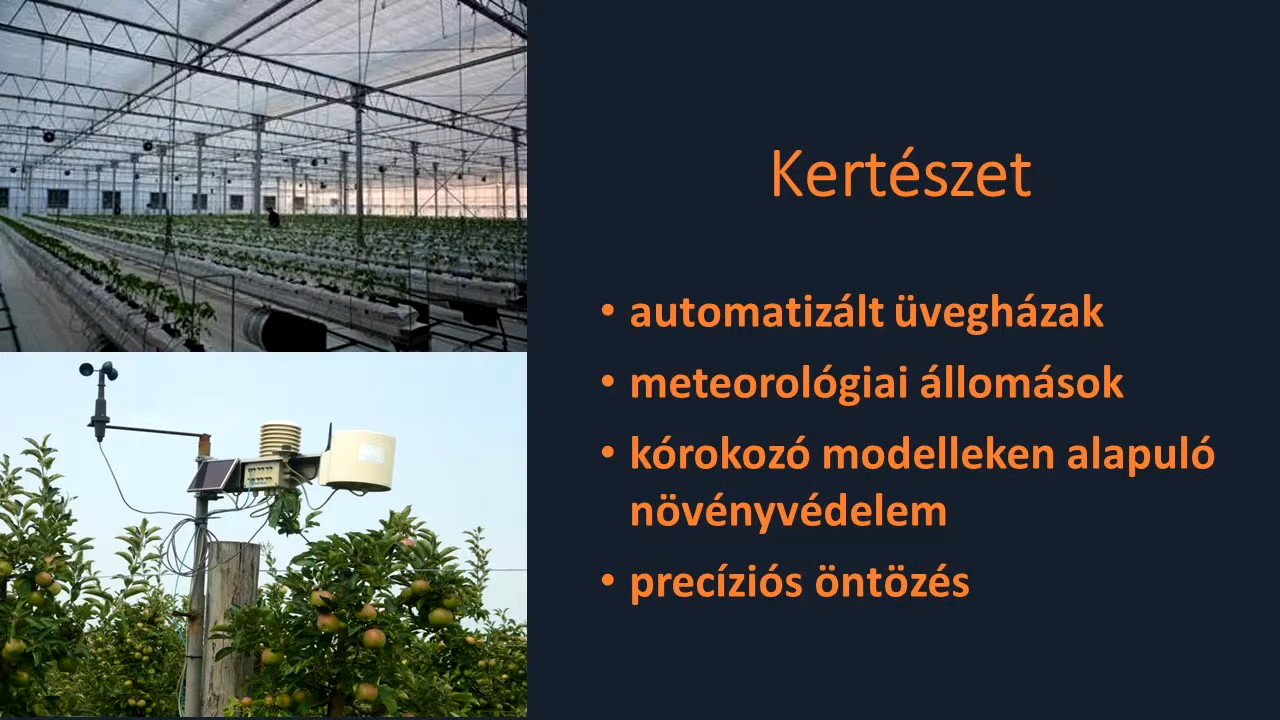 Kertészet
• automatizált üvegházak
• meteorológiai állomások
• kórokozó modelleken alapuló
növényvédelem
• precíziós öntözés